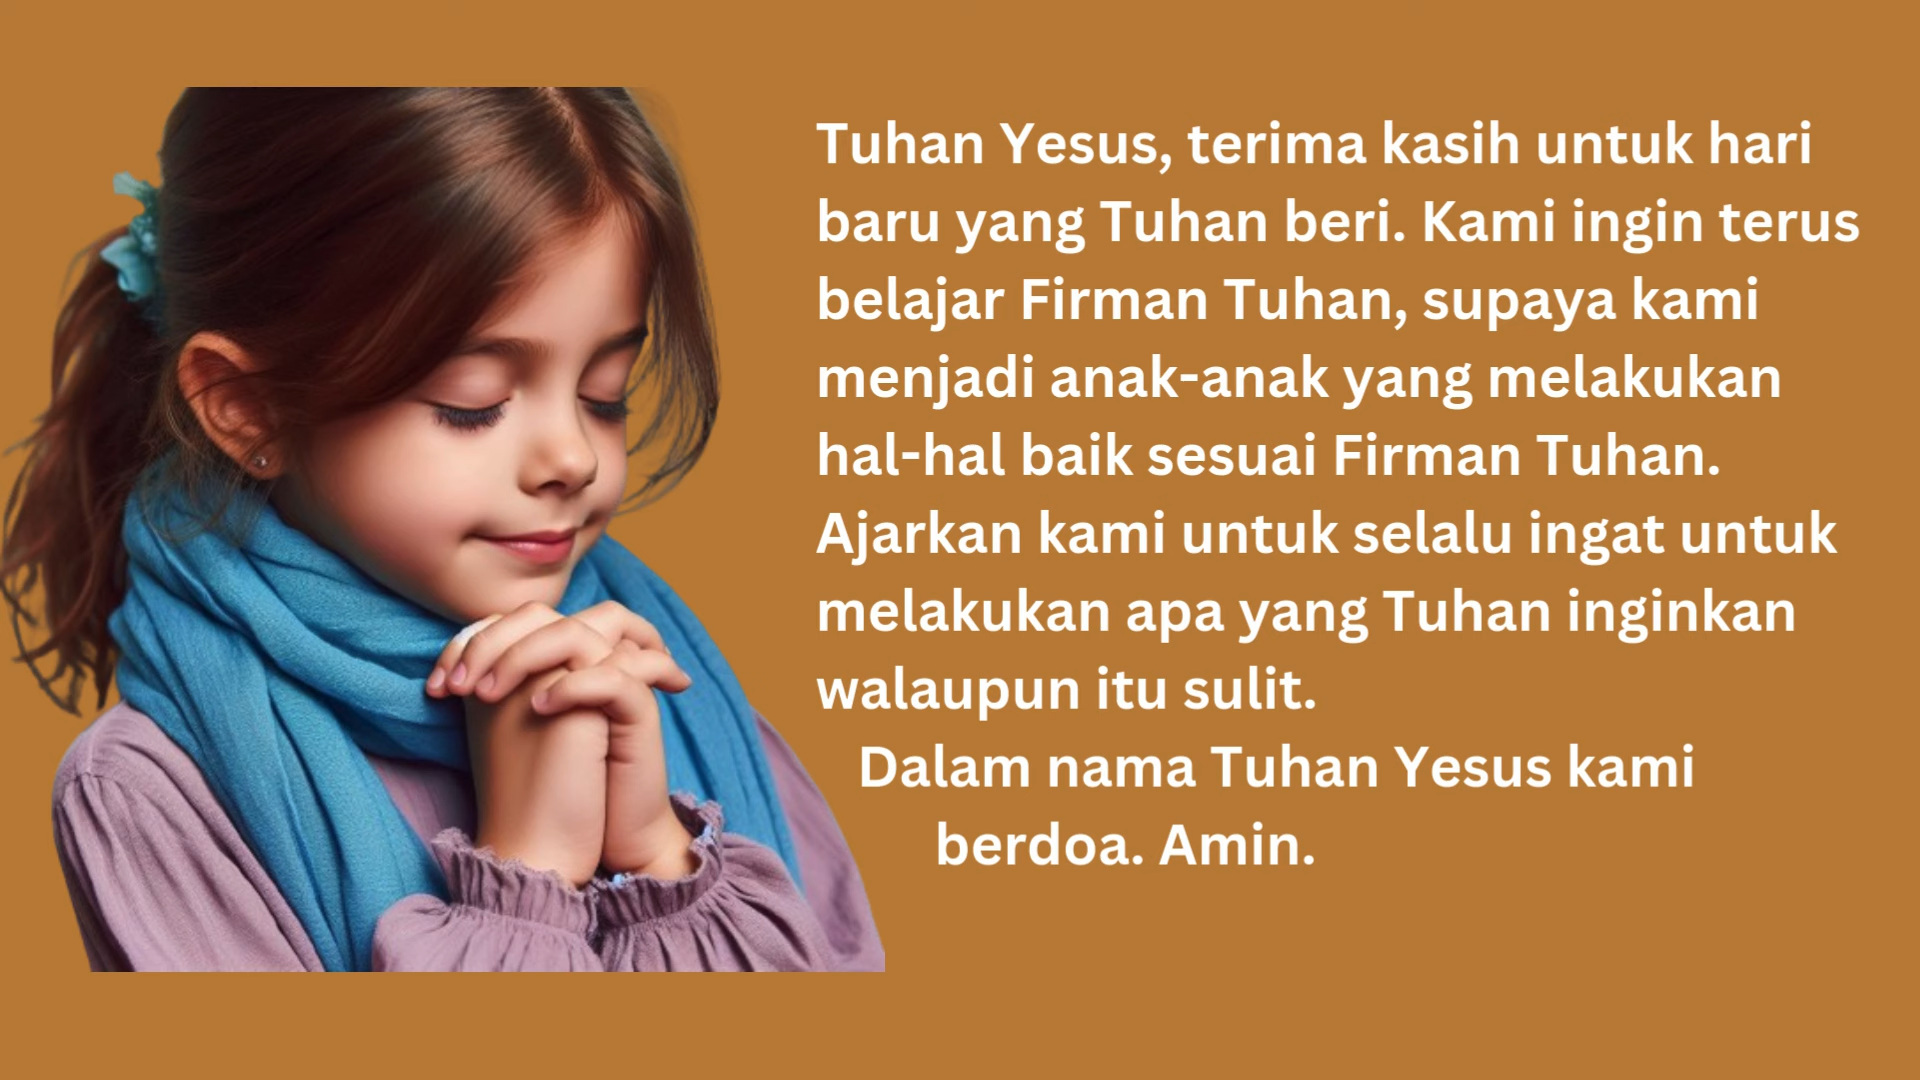 Tuhan Yesus, terima kasih untuk hari
baru yang Tuhan beri. Kami ingin terus
belajar Firman Tuhan, supaya kami
menjadi anak-anak yang melakukan
hal-hal baik sesuai Firman Tuhan.
Ajarkan kami untuk selalu ingat untuk
melakukan apa yang Tuhan inginkan
walaupun itu sulit.
Dalam nama Tuhan Yesus kami
berdoa. Amin.